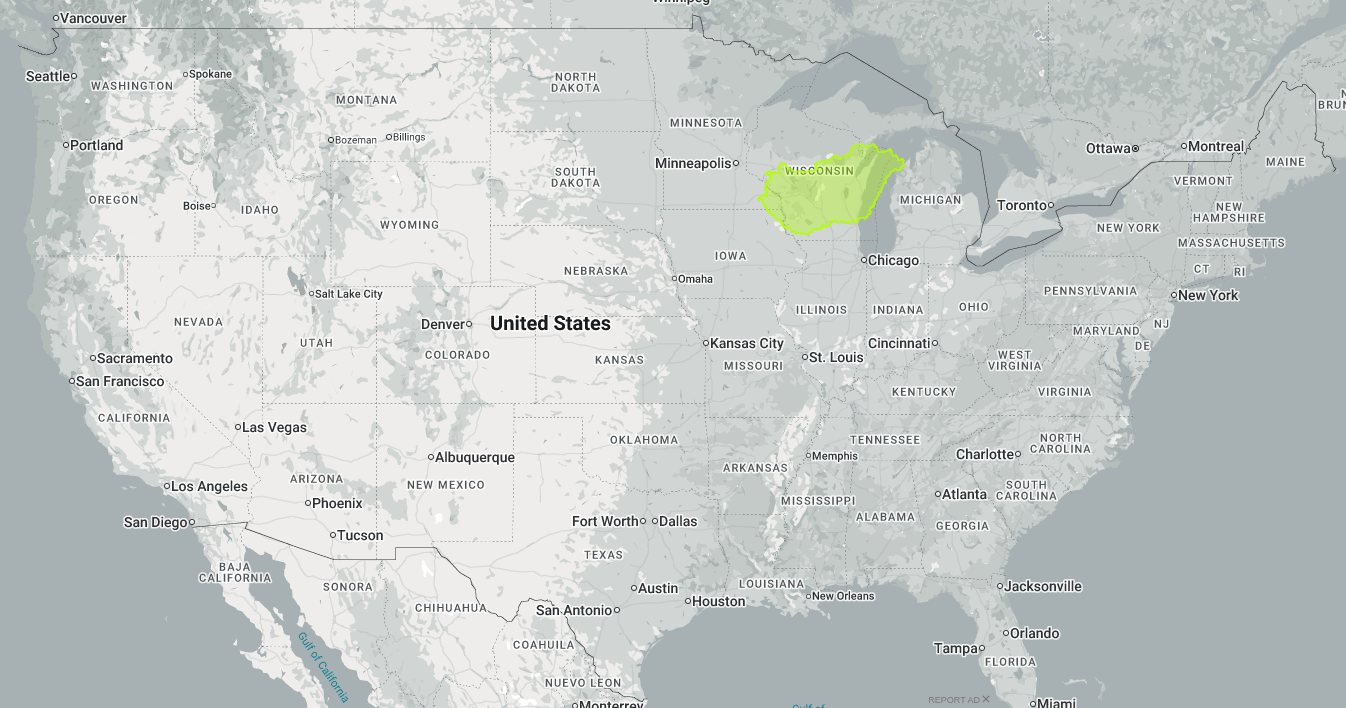 Winnipeg
Vancouver
Seattle
Spokane
WASHINGTON
NORTH
DAKOTA
MONTANA
BRUN
MINNESOTA
Bozeman
Billings
Portland
Ottawa
Montreal
Minneapolis
MAINE
WISCONSIN
SOUTH
DAKOTA
VERMONT
OREGON
Boise
IDAHO
MICHIGAN
Toronto
NEW
HAMPSHIRE
WYOMING
NEW YORK
MASSACHUSETTS
IOWA
Chicago
NEBRASKA
CT
RI
Omaha
Salt Lake City
PENNSYLVANIA
New York
ILLINOIS
INDIANA
OHIO
NEVADA
Denver
United States
NJ
MARYLAND
UTAH
Kansas City
Cincinnati
DE
Sacramento
COLORADO
KANSAS
St. Louis
MISSOURI
WEST
VIRGINIA
San Francisco
KENTUCKY
VIRGINIA
CALIFORNIA
Las Vegas
OKLAHOMA
TENNESSEE
NORTH
CAROLINA
Albuquerque
Memphis
Charlotte
ARKANSAS
ARIZONA
NEW MEXICO
Los Angeles
SOUTH
CAROLINA
Atlanta
Phoenix
MISSISSIPPI
San Diego
Fort Worth
Dallas
ALABAMA
GEORGIA
Tucson
TEXAS
BAJA
CALIFORNIA
SONORA
LOUISIANA
Jacksonville
Austin
New Orleans
Houston
CHIHUAHUA
San Antonio
Orlando
COAHUILA
Tampa
FLORIDA
Gulf of California
NUEVO LEON
REPORT AD
Monterrey
Gulf of
Miami